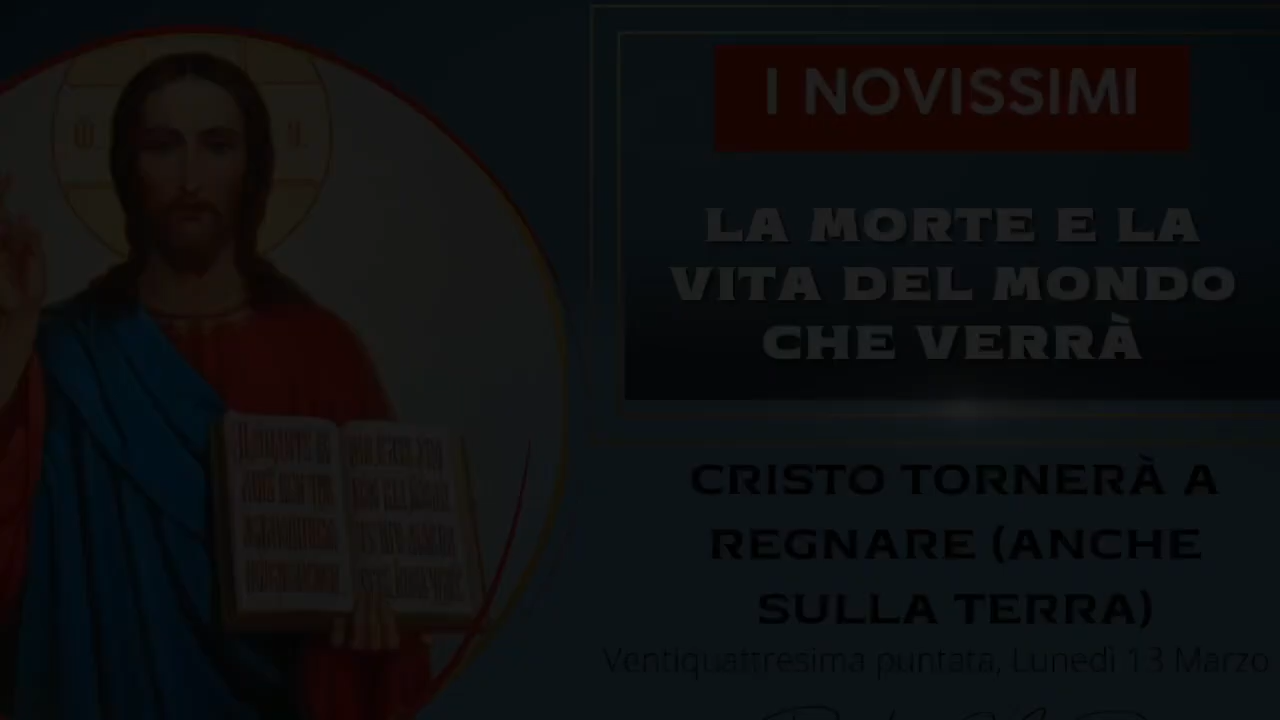 I NOVISSIMI
LA MORTE E LA
VITA DEL MONDO
CHE VERRÀ
CRISTO TORNERÀ A
REGNARE (ANCHE
SULLA TERRA)
Ventiquattresima puntata, Lunedì 13 Marzo